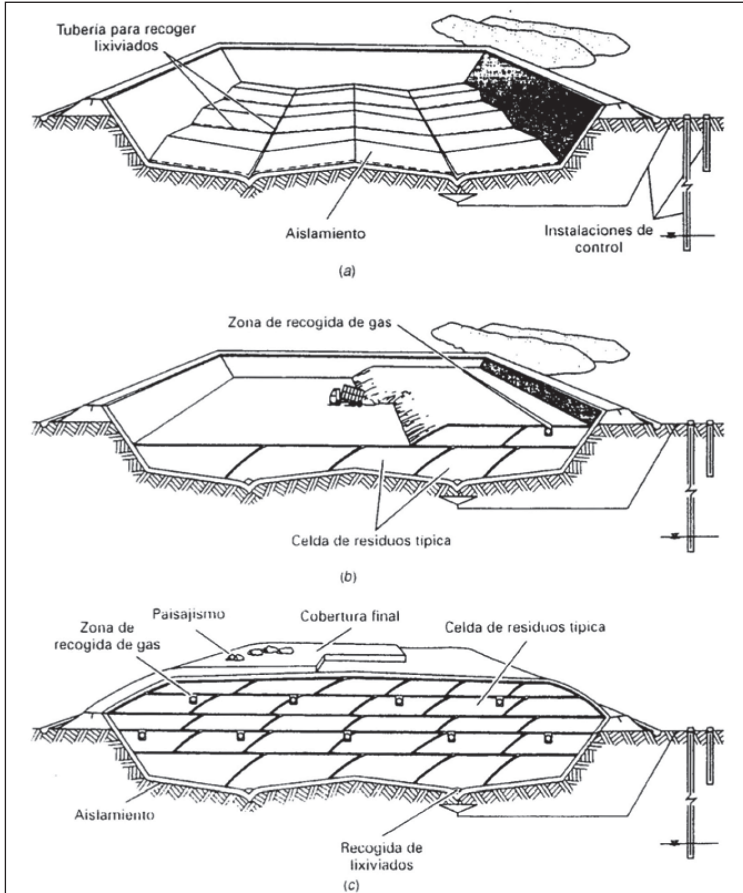 Tubería para recoger
lixiviados
Aislamiento
Instalaciones de
control
(a)
Zona de recogida de gas
Celda de residuos típica
(b)
Paisajismo
Cobertura final
Zona de
recogida de gas
Celda de residuos típica
Aislamiento
Recogida de
lixiviados
(c)